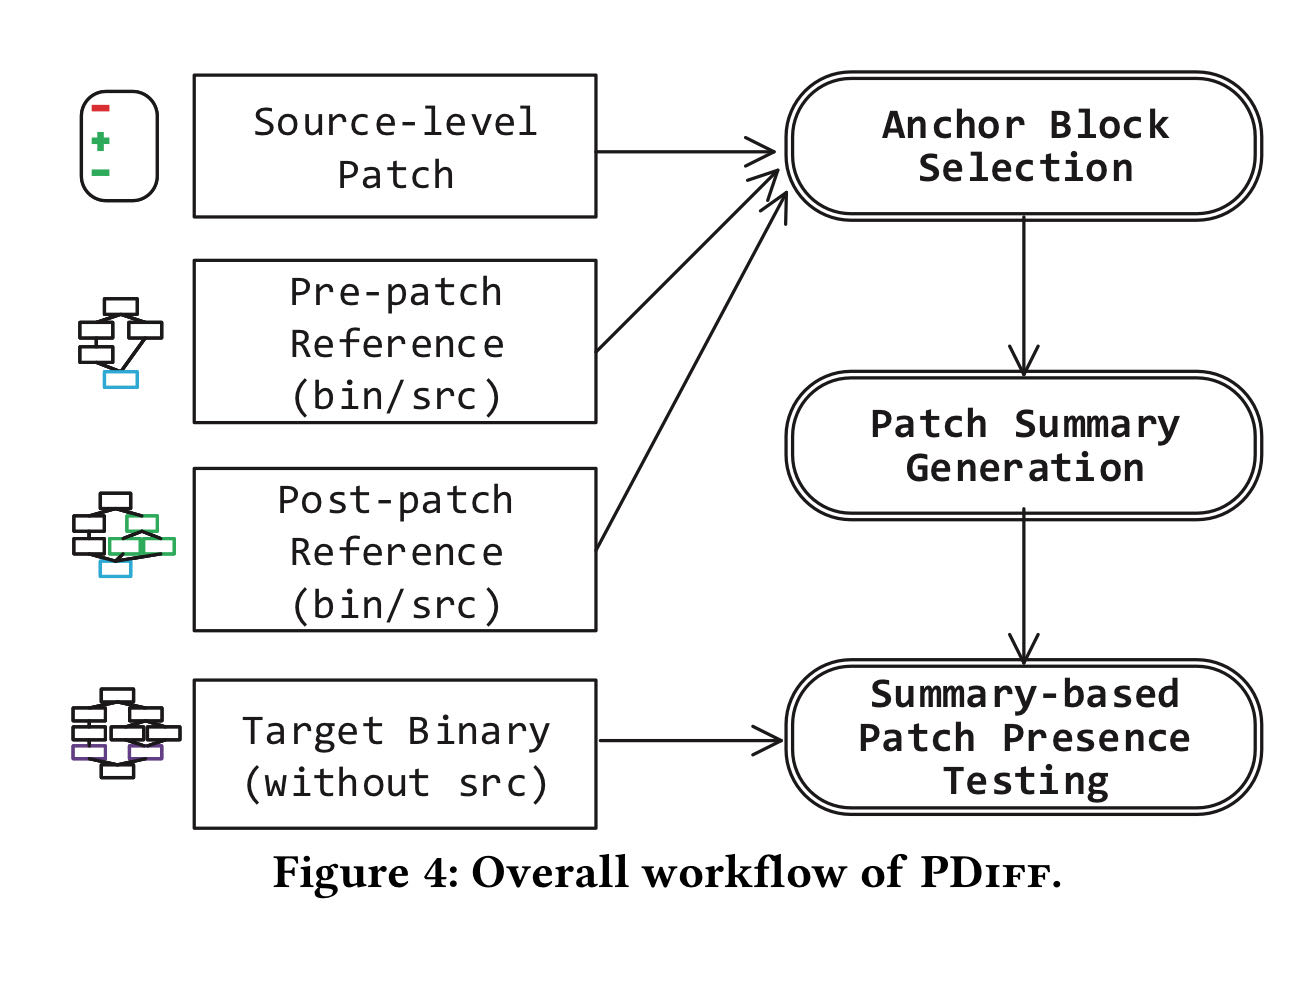 Source-level
Patch
Pre-patch
Reference
(bin/src)
Post-patch
Reference
(bin/src)
Target Binary
(without src)
Anchor Block
Selection
Patch Summary
Generation
Summary-based
Patch Presence
Testing
Figure 4: Overall workflow of PDIFF.